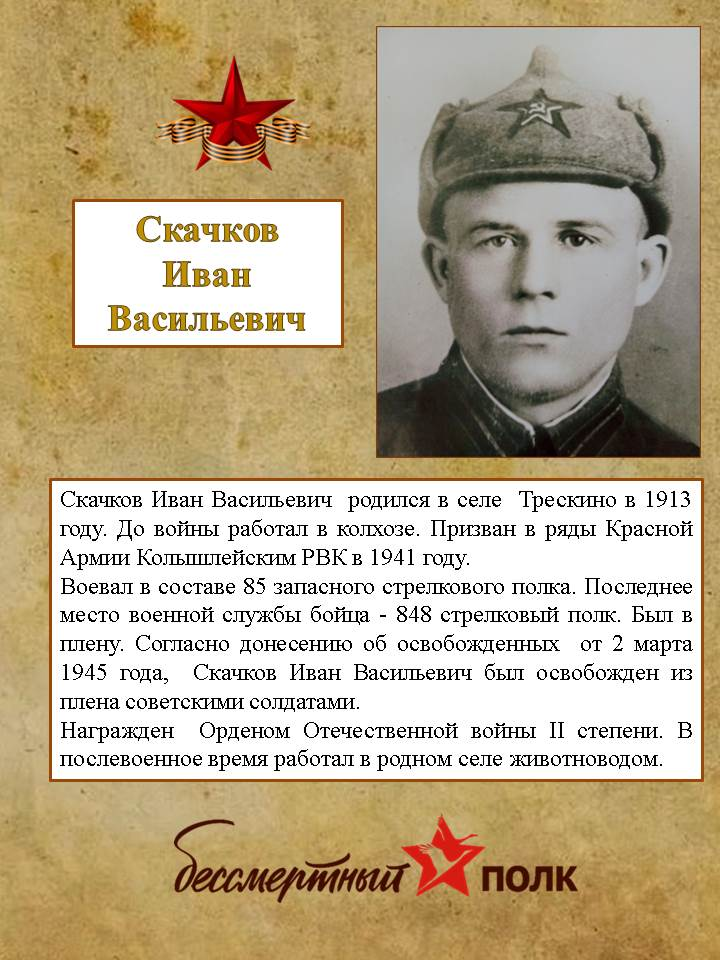 Скачков
Иван
Васильевич
Скачков Иван Васильевич родился в селе Трескино в 1913
году. До войны работал в колхозе. Призван в ряды Красной
Армии Колышлейским РВК в 1941 году.
Воевал в составе 85 запасного стрелкового полка. Последнее
место военной службы бойца - 848 стрелковый полк. Был в
плену. Согласно донесению об освобожденных от 2 марта
1945 года, Скачков Иван Васильевич был освобожден из
плена советскими солдатами.
Награжден Орденом Отечественной войны II степени. В
послевоенное время работал в родном селе животноводом.
бессмертный ПОЛК